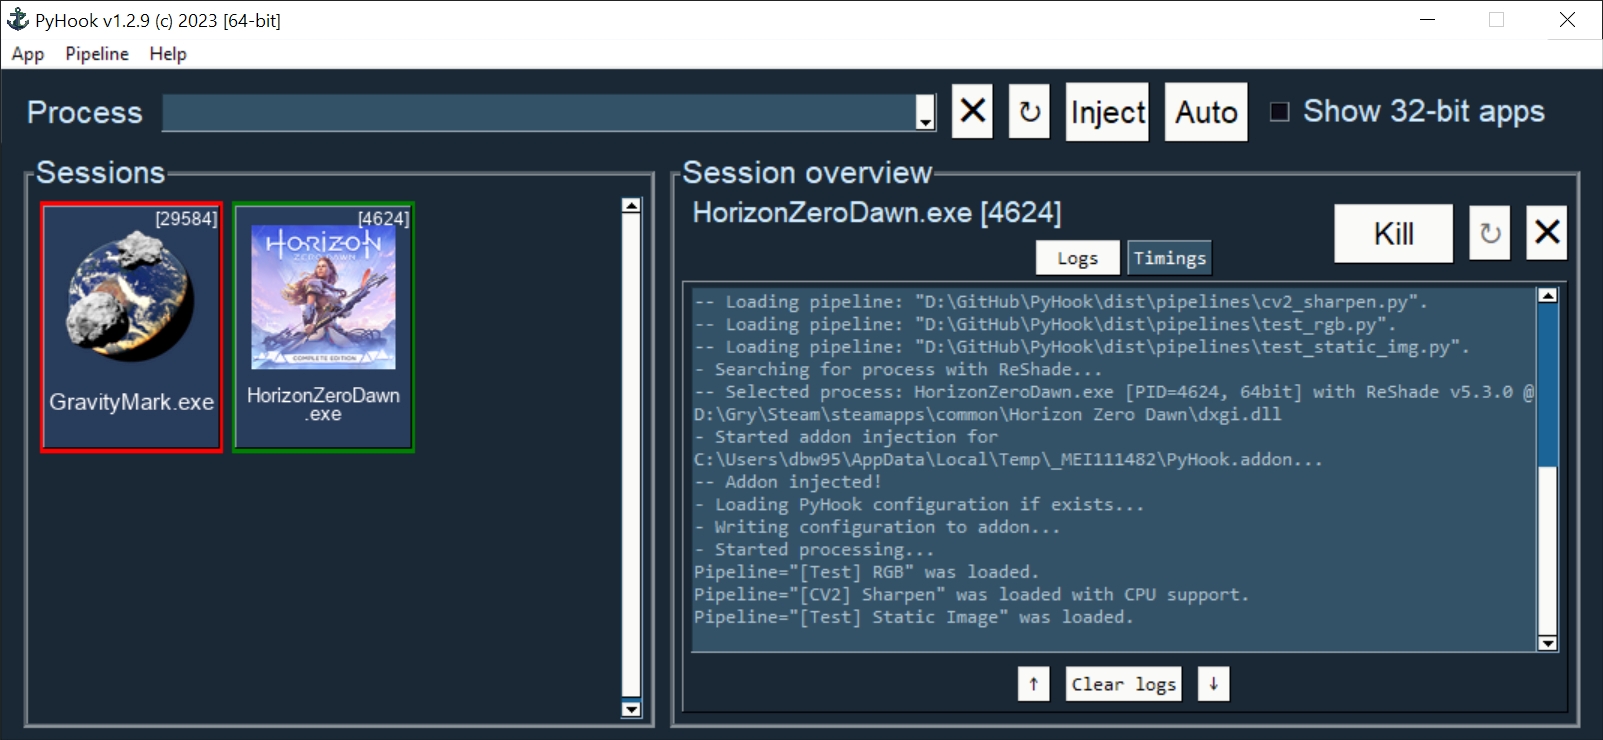 PyHook v1.2.9 (c) 2023 [64-bit]
App Pipeline Help
Process
✕ ↻ Inject Auto Show 32-bit apps
Sessions
[29584]
GravityMark.exe
[4624]
HORIZON
ZERO DAWN
COMPLETE EDITION
HorizonZeroDawn
.exe
Session overview
HorizonZeroDawn.exe [4624]
Kill ↻ ✕
Logs Timings
-- Loading pipeline: "D:\GitHub\PyHook\dist\pipelines\cv2_sharpen.py".
-- Loading pipeline: "D:\GitHub\PyHook\dist\pipelines\test_rgb.py".
-- Loading pipeline: "D:\GitHub\PyHook\dist\pipelines\test_static_img.py".
- Searching for process with ReShade...
-- Selected process: HorizonZeroDawn.exe [PID=4624, 64bit] with ReShade v5.3.0 @
D:\Gry\Steam\steamapps\common\Horizon Zero Dawn\dxgi.dll
- Started addon injection for
C:\Users\dbw95\AppData\Local\Temp\_MEI111482\PyHook.addon...
-- Addon injected!
- Loading PyHook configuration if exists...
- Writing configuration to addon...
- Started processing...
Pipeline="[Test] RGB" was loaded.
Pipeline="[CV2] Sharpen" was loaded with CPU support.
Pipeline="[Test] Static Image" was loaded.
↑ Clear logs ↓